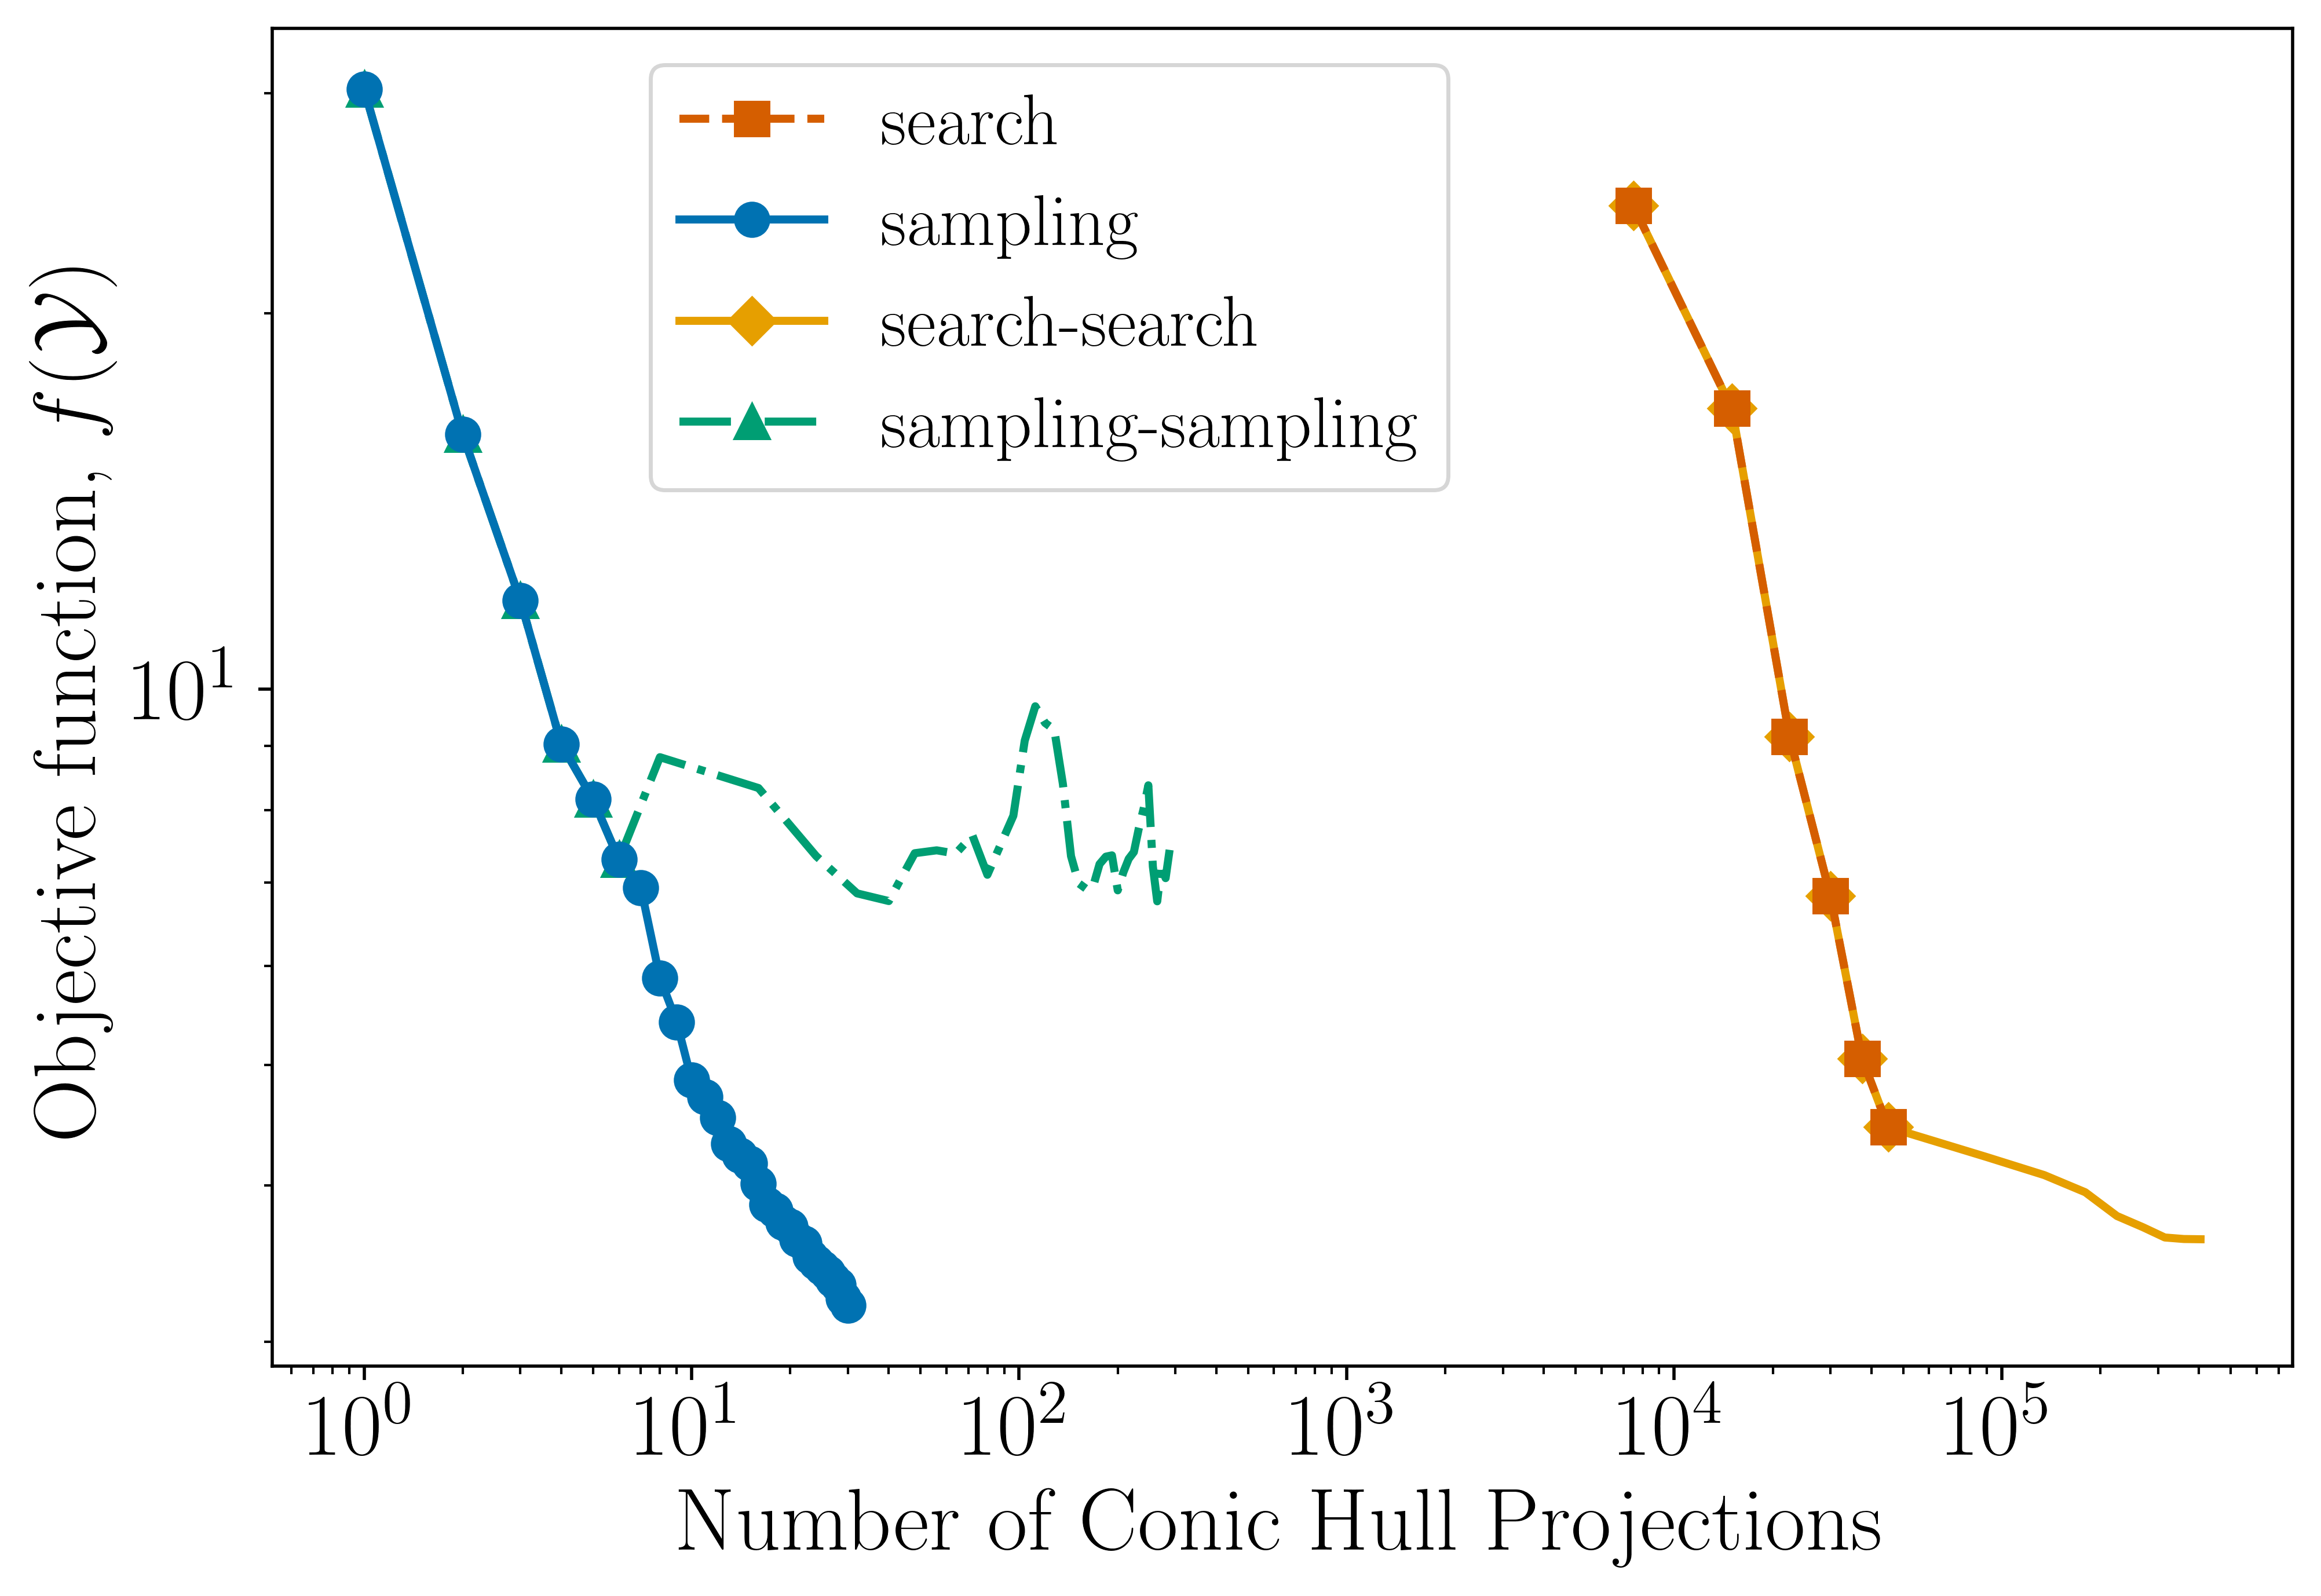 search
sampling
search-search
sampling-sampling
Objective function, $f(\mathcal{Y})$
10¹
10⁰ 10¹ 10² 10³ 10⁴ 10⁵
Number of Conic Hull Projections